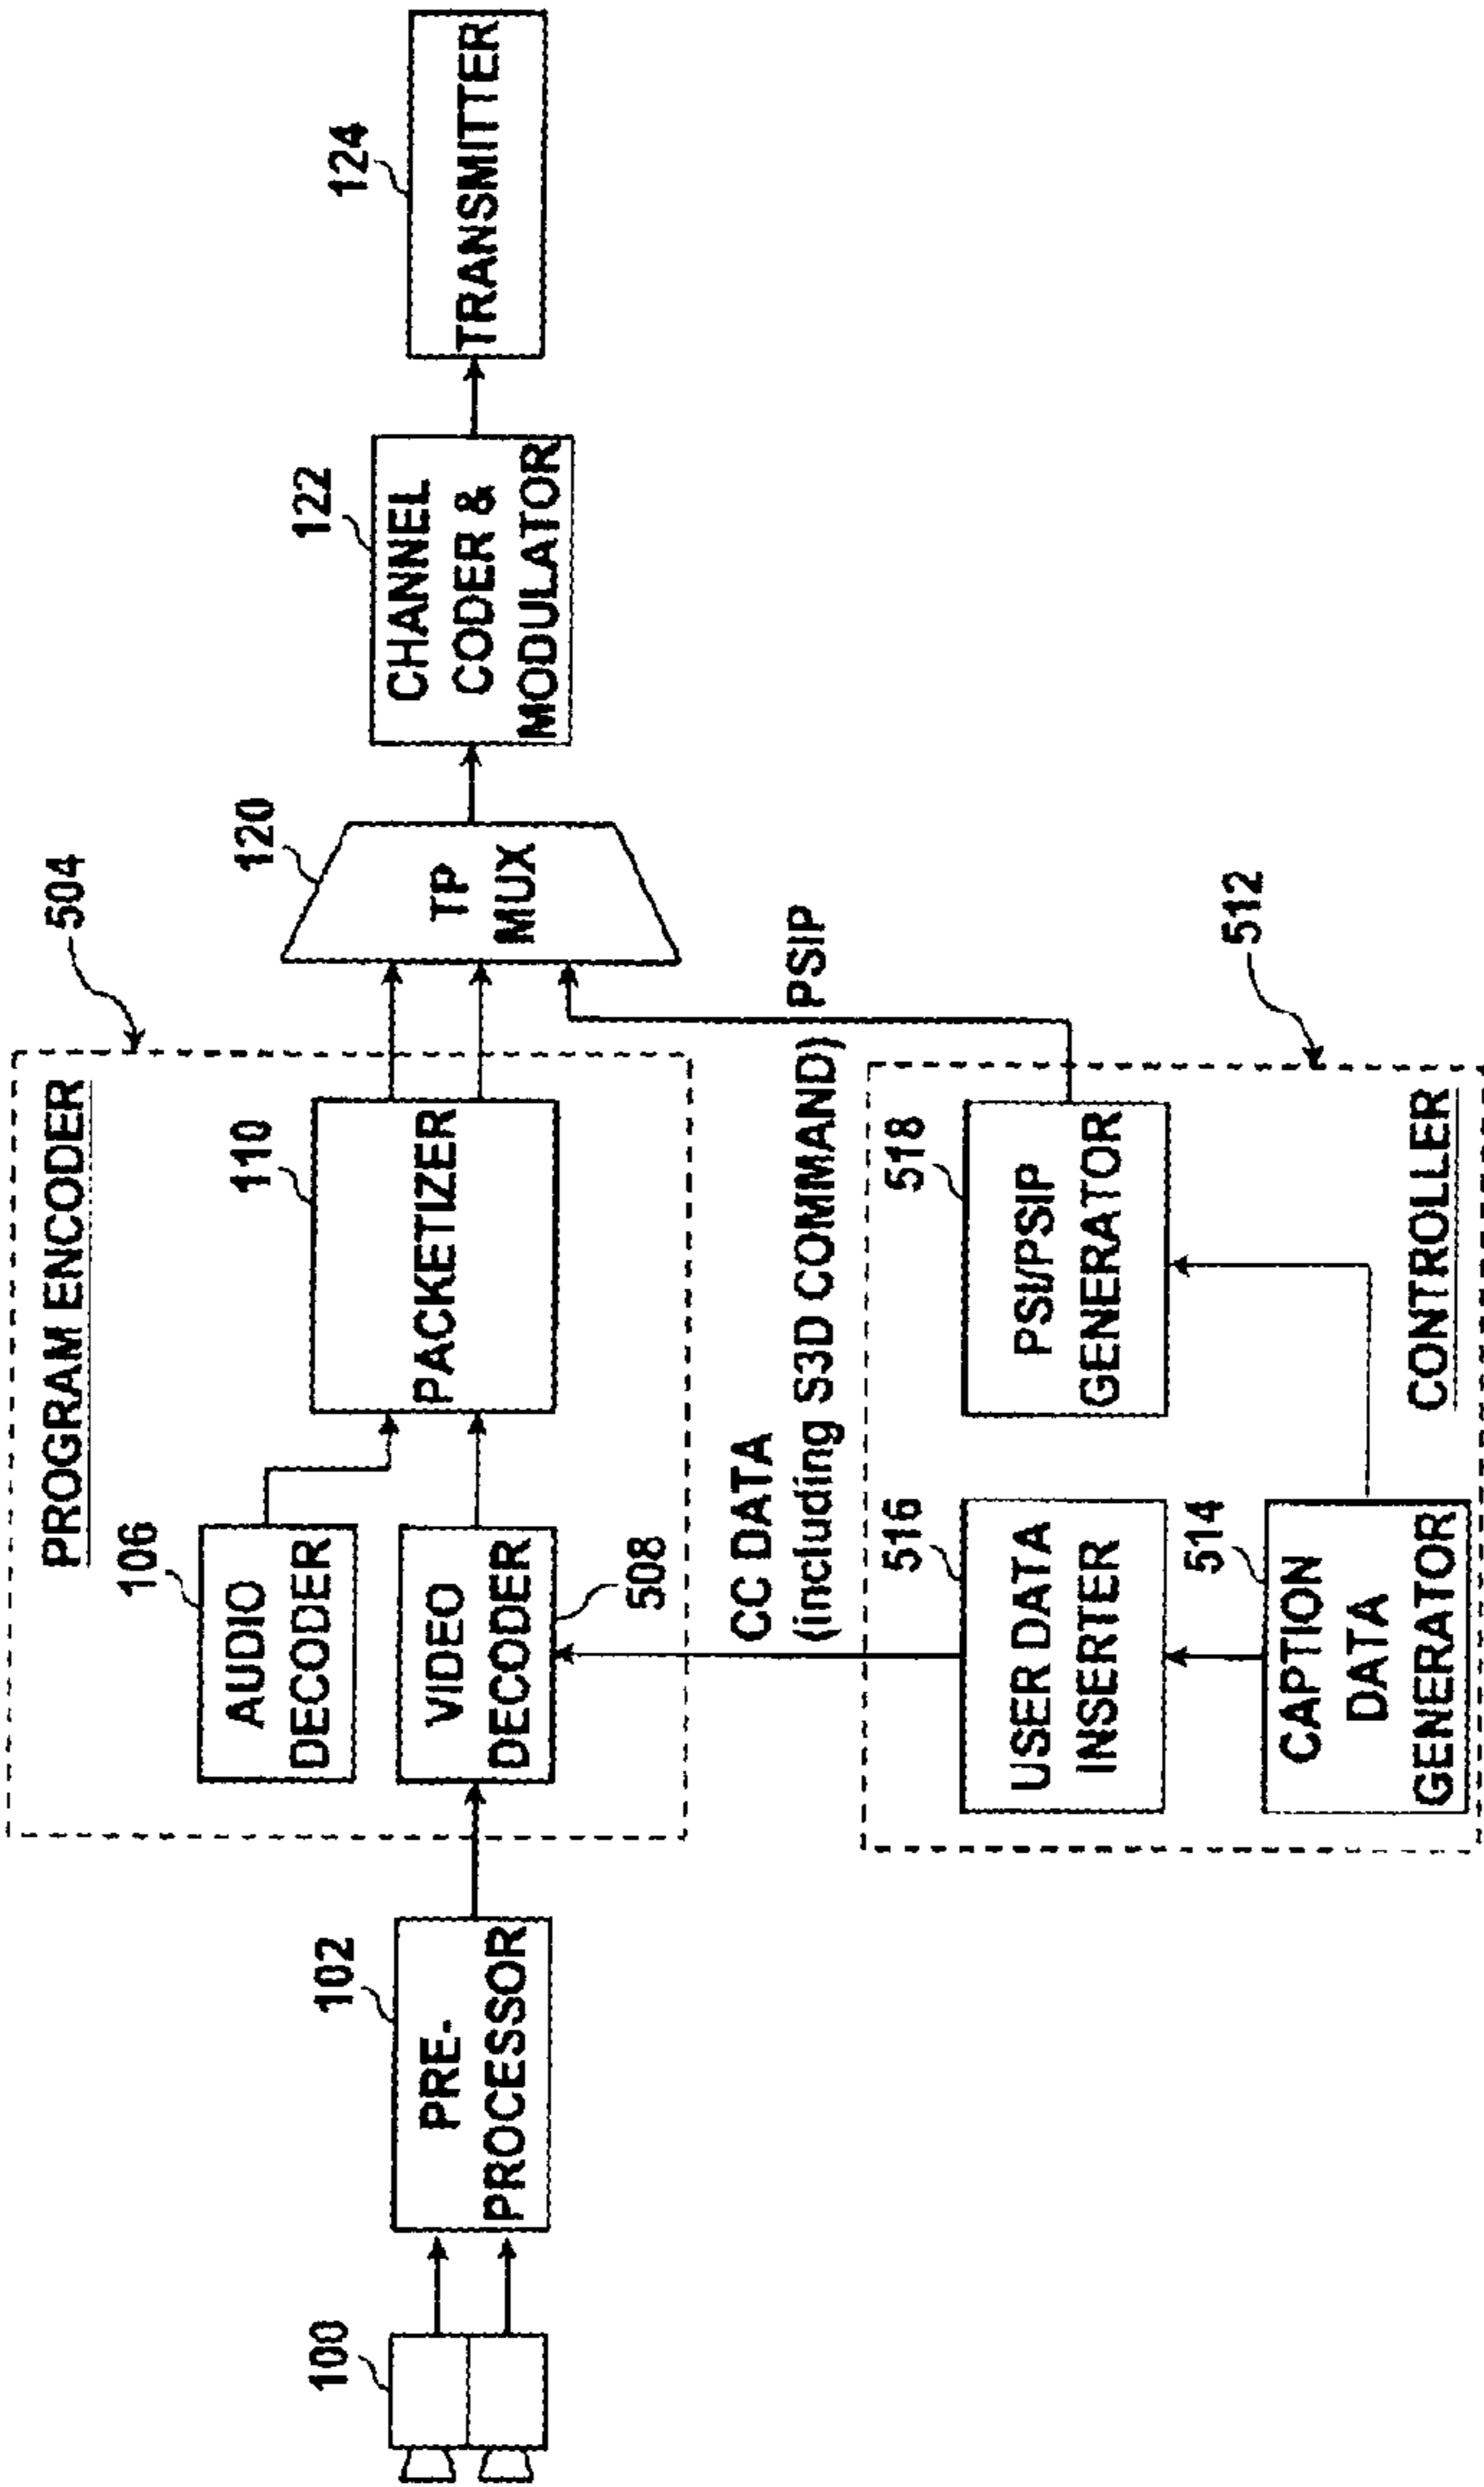 PROGRAM ENCODER
504
106
AUDIO
DECODER
110
PACKETIZER
VIDEO
DECODER
508
100
102
PRE-
PROCESSOR
120
TP
MUX
122
CHANNEL
CODER &
MODULATOR
124
TRANSMITTER
CC DATA
(including S3D COMMAND)
PSIP
512
516
USER DATA
INSERTER
518
PSI/PSIP
GENERATOR
514
CAPTION
DATA
GENERATOR
CONTROLLER